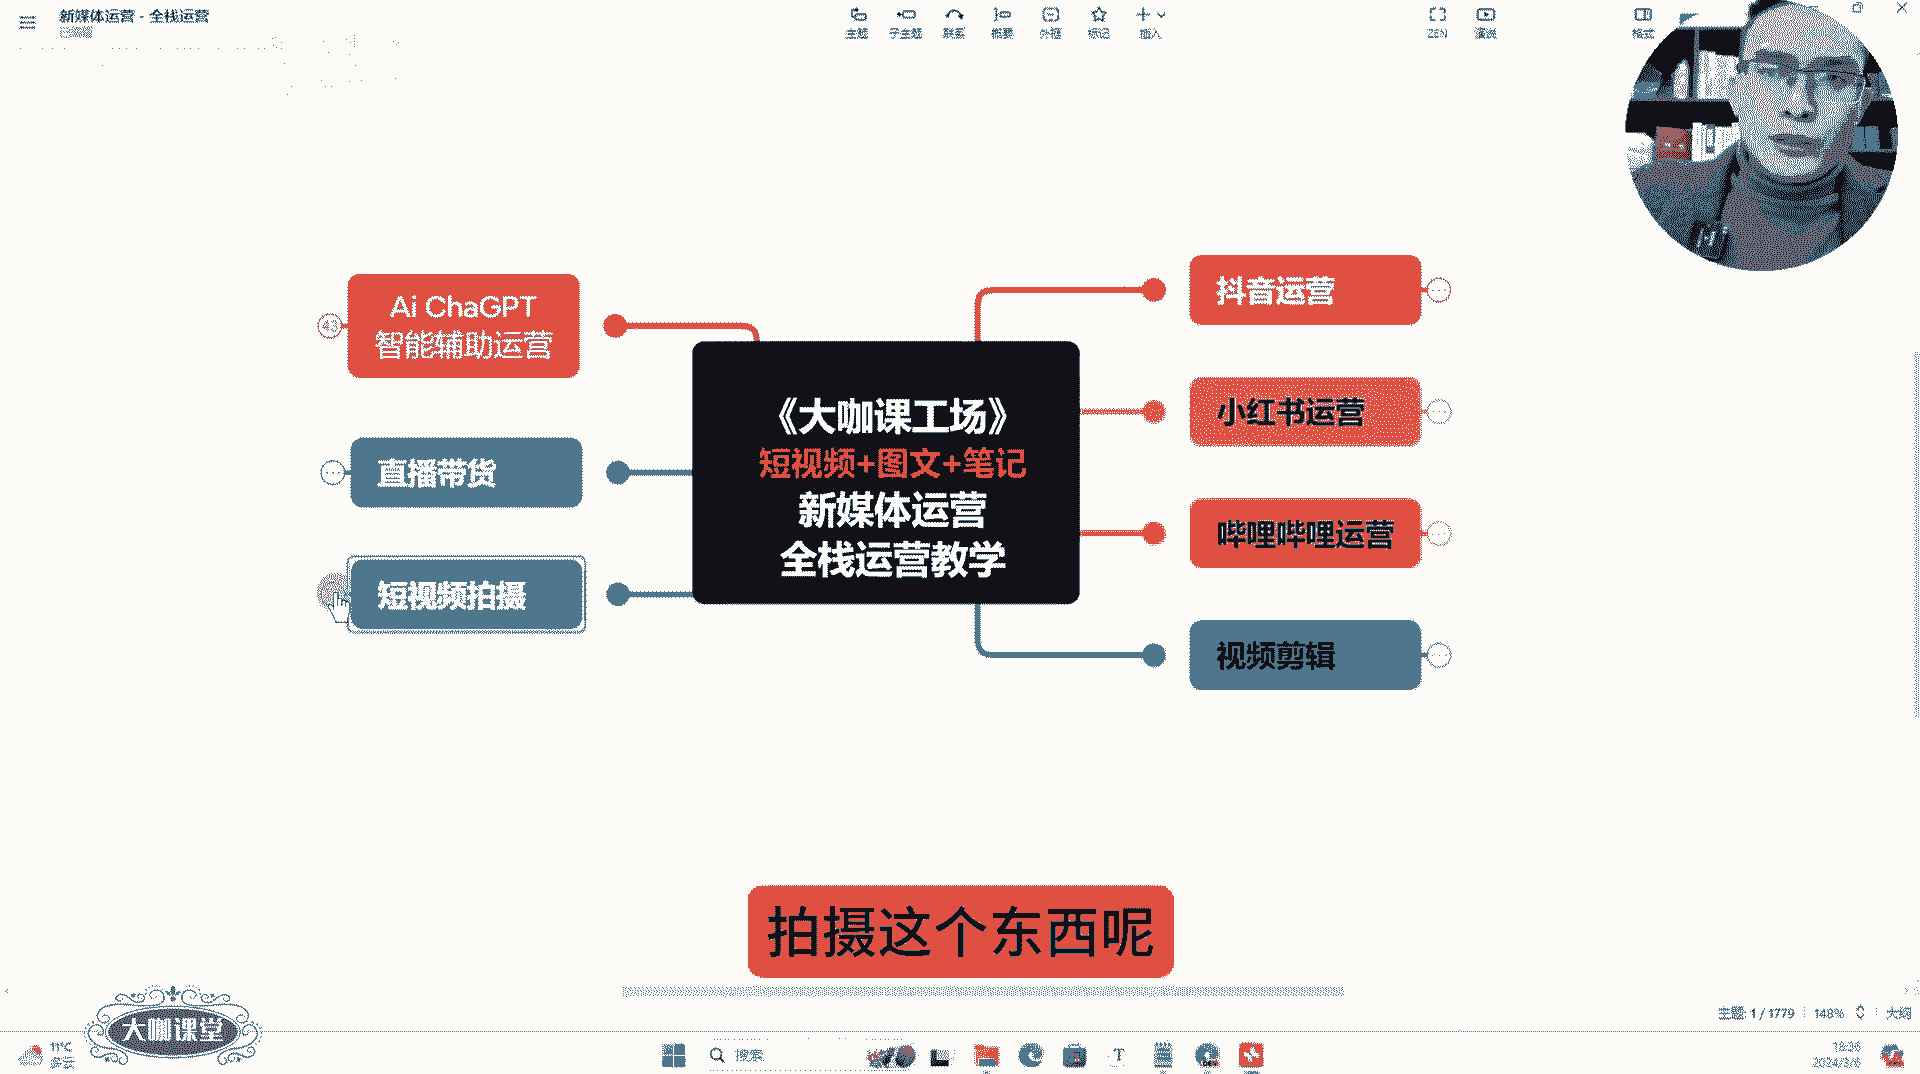 新媒体运营 - 全栈运营
主题
子主题
联系
概要
外框
标记
插入
ZEN
演说
格式
Ai ChaGPT
智能辅助运营
43
直播带货
短视频拍摄
《大咖课工场》
短视频+图文+笔记
新媒体运营
全栈运营教学
抖音运营
小红书运营
哔哩哔哩运营
视频剪辑
拍摄这个东西呢
大咖课堂
主题: 1 / 1779
148%
大纲
11°C
多云
搜索
2024/3/6